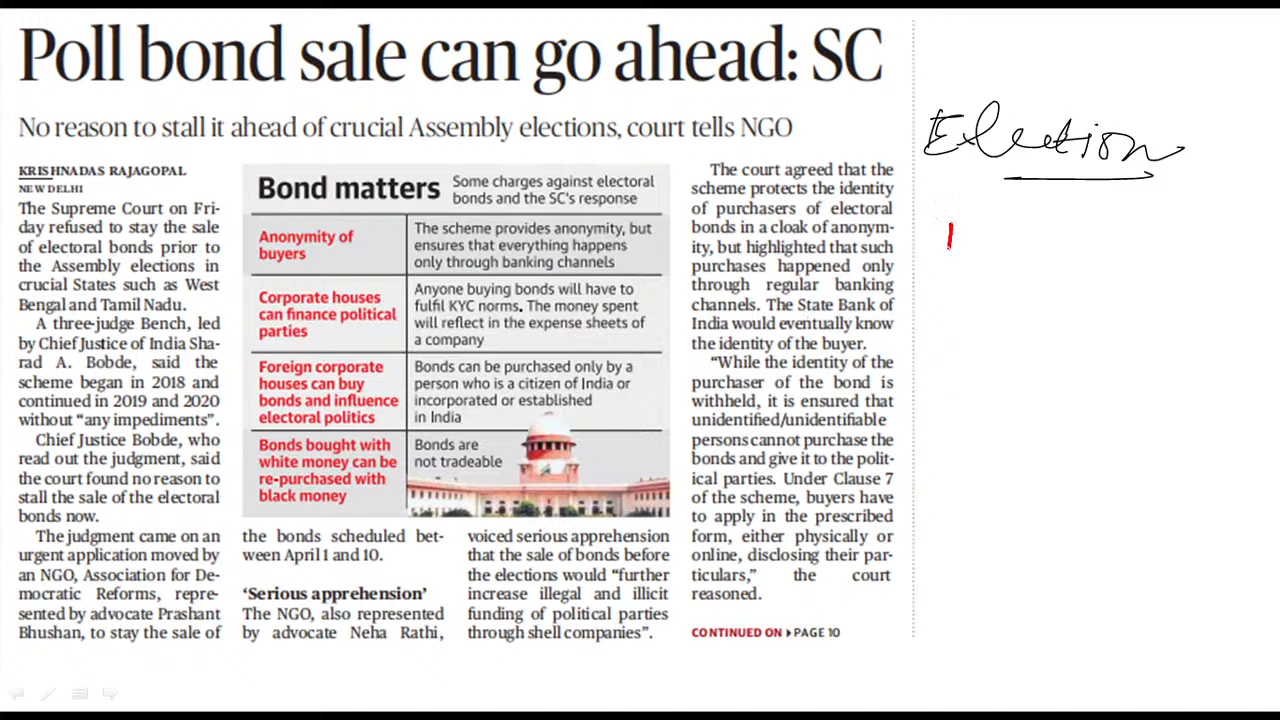 Poll bond sale can go ahead: SC
No reason to stall it ahead of crucial Assembly elections, court tells NGO
KRISHNADAS RAJAGOPAL
NEW DELHI
The Supreme Court on Fri-
day refused to stay the sale
of electoral bonds prior to
the Assembly elections in
crucial States such as West
Bengal and Tamil Nadu.
A three-judge Bench, led
by Chief Justice of India Sha-
rad A. Bobde, said the
scheme began in 2018 and
continued in 2019 and 2020
without “any impediments”.
Chief Justice Bobde, who
read out the judgment, said
the court found no reason to
stall the sale of the electoral
bonds now.
The judgment came on an
urgent application moved by
an NGO, Association for De-
mocratic Reforms, repre-
sented by advocate Prashant
Bhushan, to stay the sale of
Bond matters
Some charges against electoral
bonds and the SC's response
Anonymity of
buyers
The scheme provides anonymity, but
ensures that everything happens
only through banking channels
Corporate houses
can finance political
parties
Anyone buying bonds will have to
fulfil KYC norms. The money spent
will reflect in the expense sheets of
a company
Foreign corporate
houses can buy
bonds and influence
electoral politics
Bonds can be purchased only by a
person who is a citizen of India or
incorporated or established
in India
Bonds bought with
white money can be
re-purchased with
black money
Bonds are
not tradeable
the bonds scheduled bet-
ween April 1 and 10.
‘Serious apprehension’
The NGO, also represented
by advocate Neha Rathi,
voiced serious apprehension
that the sale of bonds before
the elections would “further
increase illegal and illicit
funding of political parties
through shell companies”.
The court agreed that the
scheme protects the identity
of purchasers of electoral
bonds in a cloak of anonym-
ity, but highlighted that such
purchases happened only
through regular banking
channels. The State Bank of
India would eventually know
the identity of the buyer.
“While the identity of the
purchaser of the bond is
withheld, it is ensured that
unidentified/unidentifiable
persons cannot purchase the
bonds and give it to the polit-
ical parties. Under Clause 7
of the scheme, buyers have
to apply in the prescribed
form, either physically or
online, disclosing their par-
ticulars,” the court
reasoned.
CONTINUED ON PAGE 10
Election